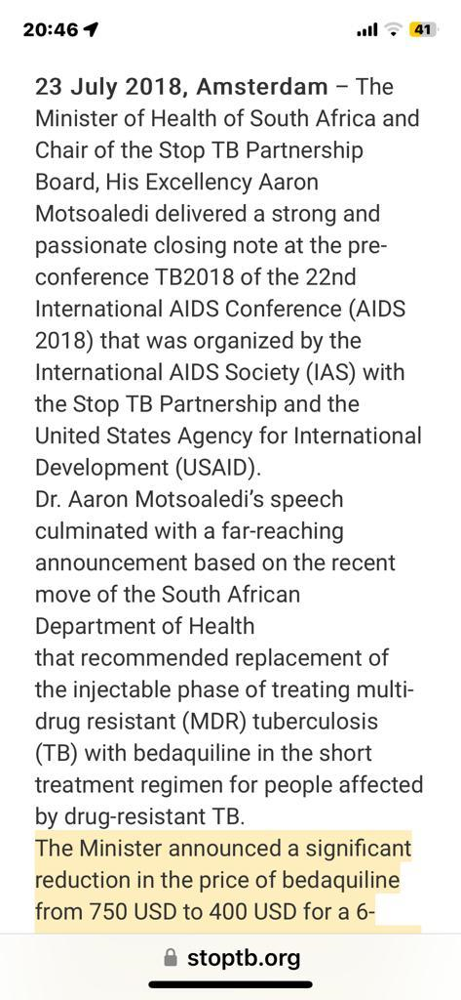 20:46
41
23 July 2018, Amsterdam – The
Minister of Health of South Africa and
Chair of the Stop TB Partnership
Board, His Excellency Aaron
Motsoaledi delivered a strong and
passionate closing note at the pre-
conference TB2018 of the 22nd
International AIDS Conference (AIDS
2018) that was organized by the
International AIDS Society (IAS) with
the Stop TB Partnership and the
United States Agency for International
Development (USAID).
Dr. Aaron Motsoaledi’s speech
culminated with a far-reaching
announcement based on the recent
move of the South African
Department of Health
that recommended replacement of
the injectable phase of treating multi-
drug resistant (MDR) tuberculosis
(TB) with bedaquiline in the short
treatment regimen for people affected
by drug-resistant TB.
The Minister announced a significant
reduction in the price of bedaquiline
from 750 USD to 400 USD for a 6-
stoptb.org